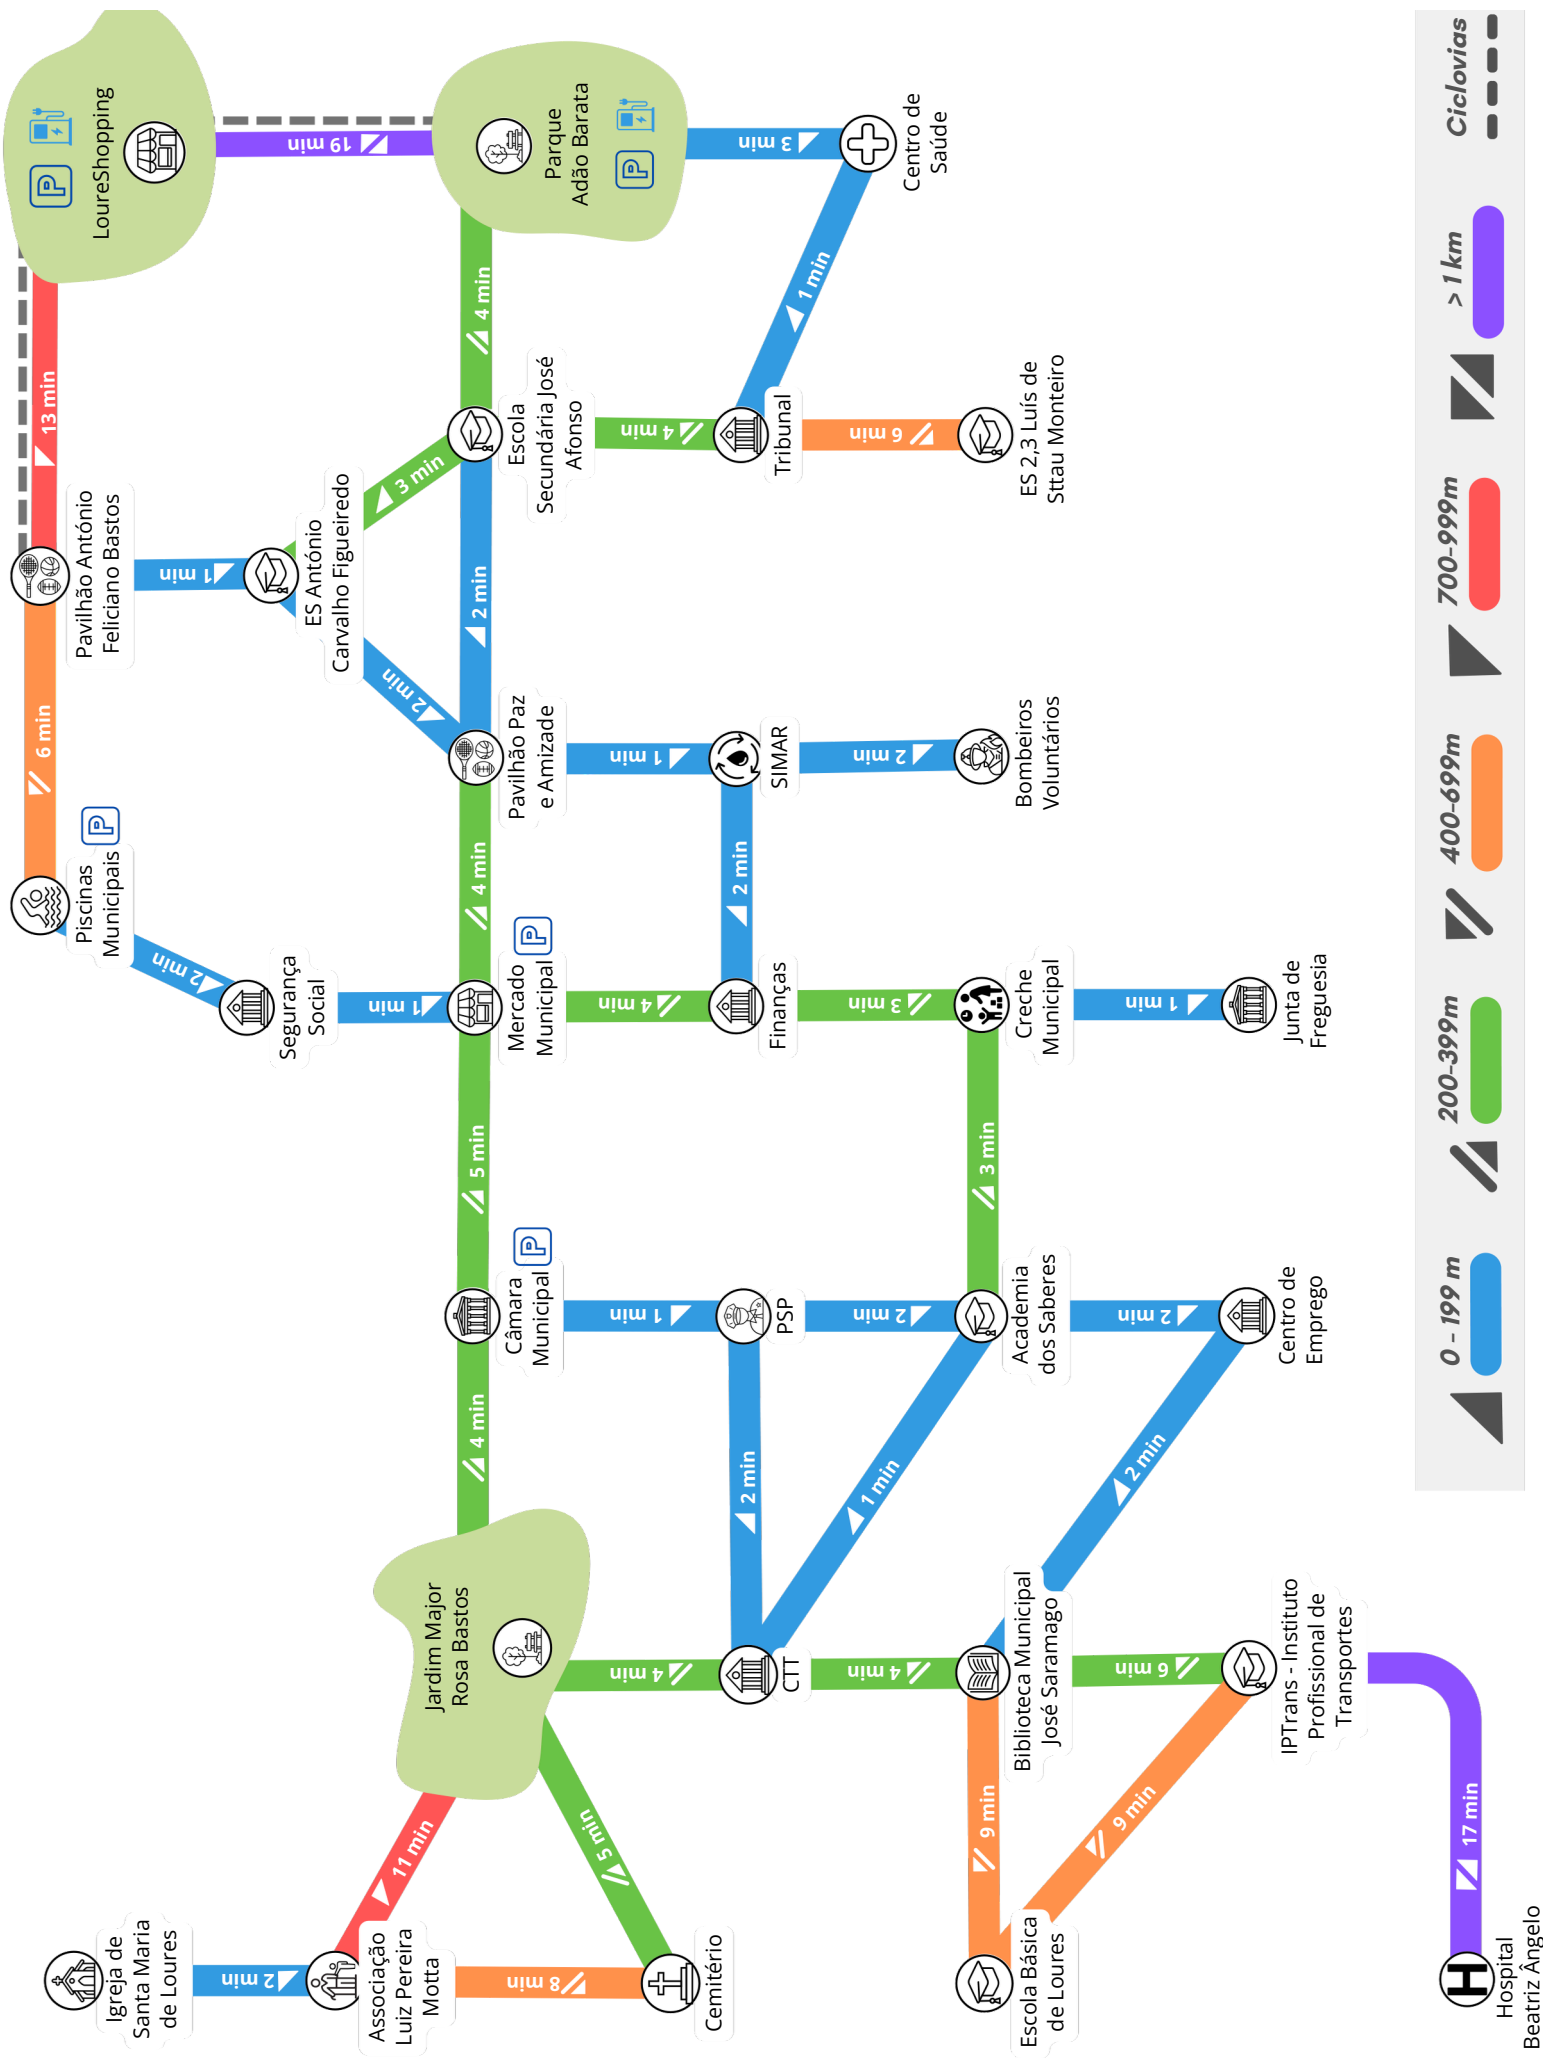 Igreja de
Santa Maria
de Loures
2 min
Associação
Luiz Pereira
Motta
11 min
8 min
Cemitério
5 min
Jardim Major
Rosa Bastos
4 min
4 min
CTT
2 min
1 min
4 min
Biblioteca Municipal
José Saramago
2 min
9 min
6 min
Escola Básica
de Loures
9 min
IPTrans - Instituto
Profissional de
Transportes
17 min
Hospital
Beatriz Ângelo
Câmara
Municipal
P
1 min
PSP
2 min
Academia
dos Saberes
2 min
Centro de
Emprego
5 min
3 min
Piscinas
Municipais
P
2 min
Segurança
Social
1 min
Mercado
Municipal
P
4 min
Finanças
3 min
Creche
Municipal
1 min
Junta de
Freguesia
6 min
4 min
2 min
Pavilhão Paz
e Amizade
1 min
SIMAR
2 min
Bombeiros
Voluntários
Pavilhão António
Feliciano Bastos
1 min
ES António
Carvalho Figueiredo
2 min
3 min
2 min
13 min
Escola
Secundária José
Afonso
4 min
Tribunal
6 min
ES 2,3 Luís de
Sttau Monteiro
4 min
1 min
P
LoureShopping
19 min
Parque
Adão Barata
P
3 min
Centro de
Saúde
H
0 - 199 m
200-399m
400-699m
700-999m
> 1 km
Ciclovias